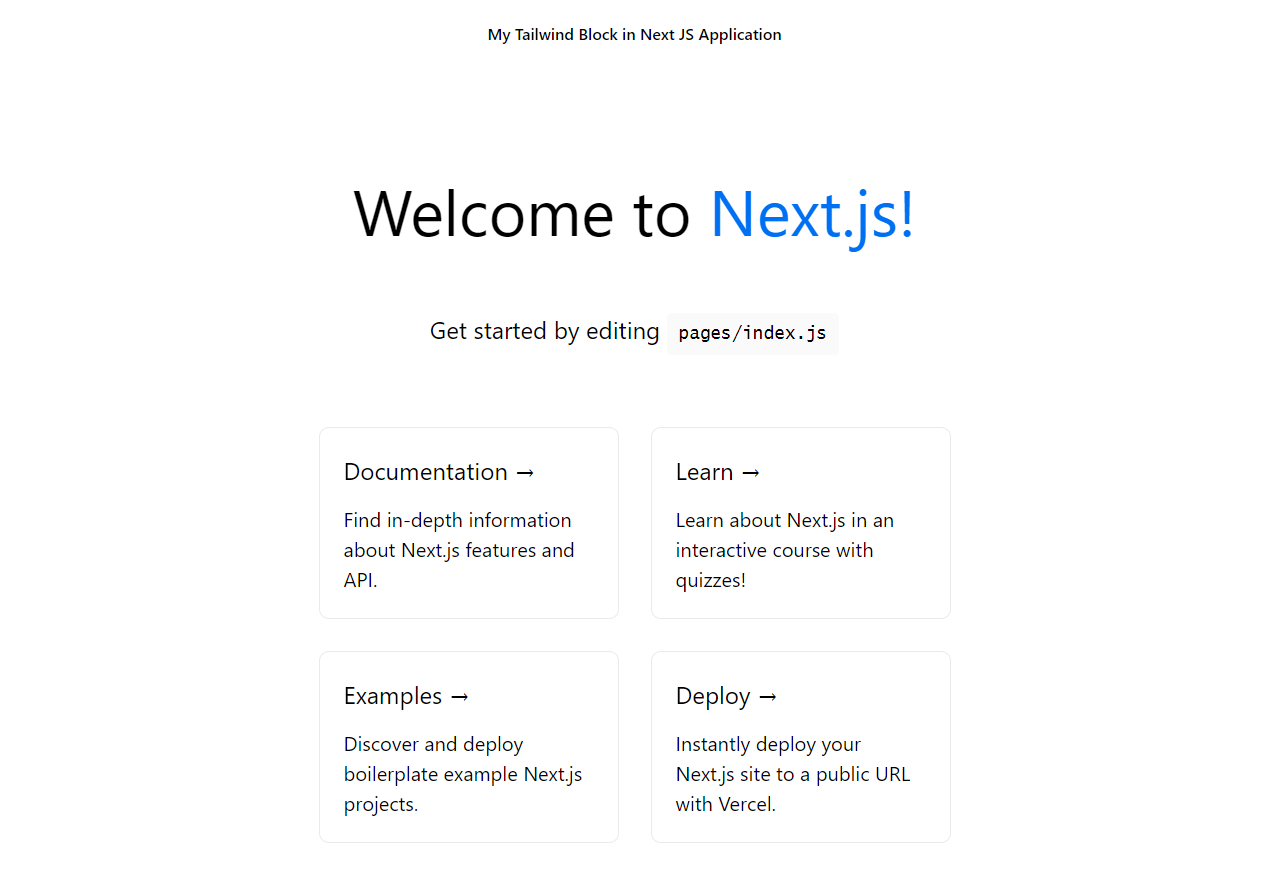 My Tailwind Block in Next JS Application
Welcome to Next.js!
Get started by editing pages/index.js
Documentation →
Find in-depth information
about Next.js features and
API.
Learn →
Learn about Next.js in an
interactive course with
quizzes!
Examples →
Discover and deploy
boilerplate example Next.js
projects.
Deploy →
Instantly deploy your
Next.js site to a public URL
with Vercel.